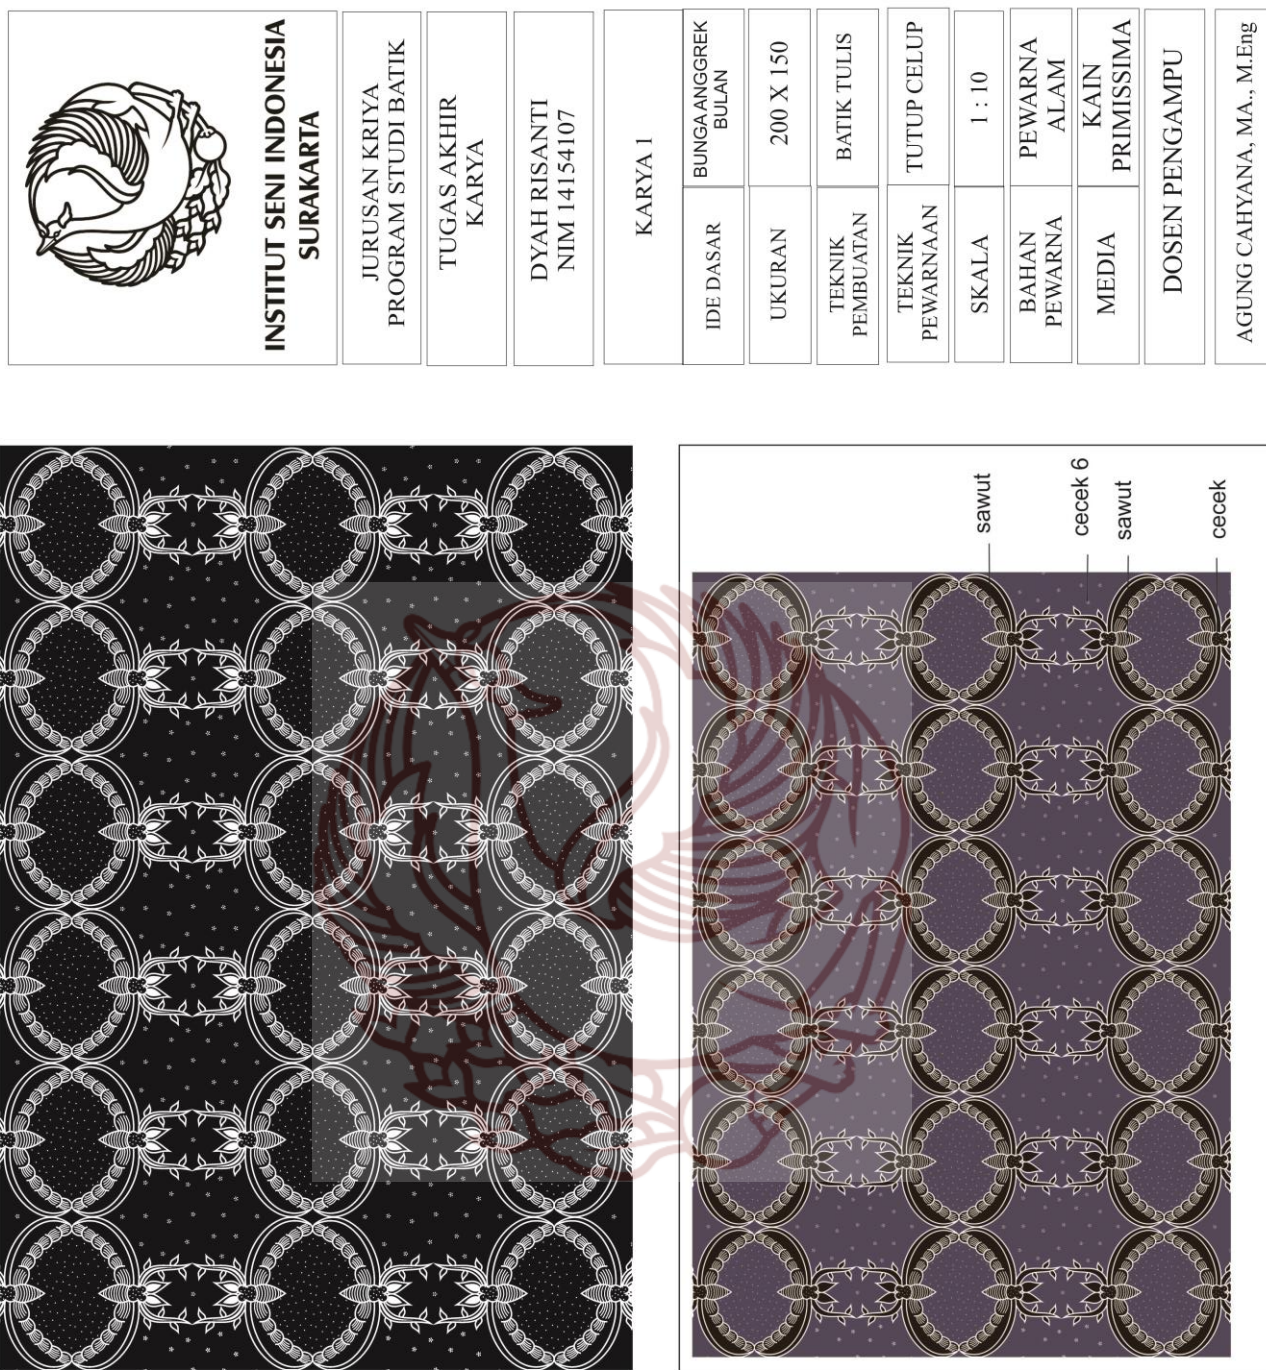 INSTITUT SENI INDONESIA
SURAKARTA
JURUSAN KRIYA
PROGRAM STUDI BATIK
TUGAS AKHIR
KARYA
DYAH RISANTI
NIM 14154107
KARYA 1
IDE DASAR
BUNGA ANGGREK
BULAN
UKURAN
200 X 150
TEKNIK
PEMBUATAN
BATIK TULIS
TEKNIK
PEWARNAAN
TUTUP CELUP
SKALA
1 : 10
BAHAN
PEWARNA
PEWARNA
ALAM
MEDIA
KAIN
PRIMISSIMA
DOSEN PENGAMPU
AGUNG CAHYANA, MA., M.Eng
sawut
cecek 6
sawut
cecek